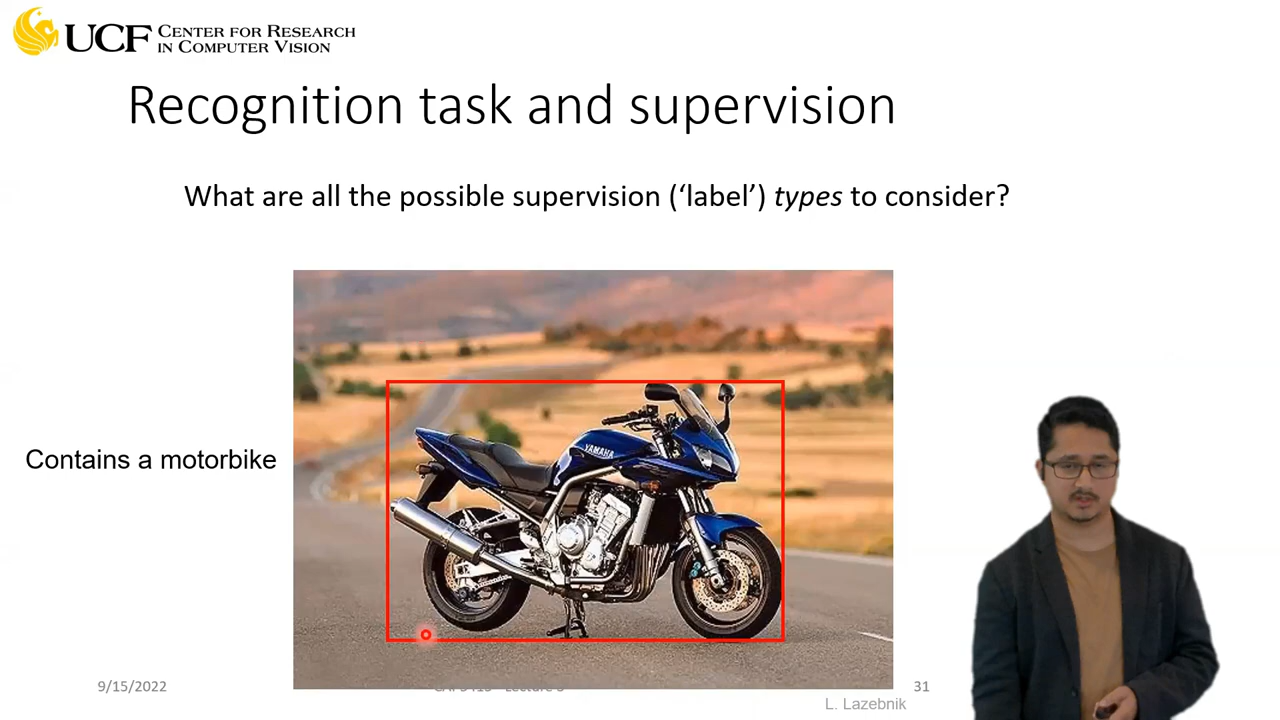 UCF CENTER FOR RESEARCH
IN COMPUTER VISION
Recognition task and supervision
What are all the possible supervision (‘label’) types to consider?
Contains a motorbike
YAMAHA
9/15/2022
31
L. Lazebnik